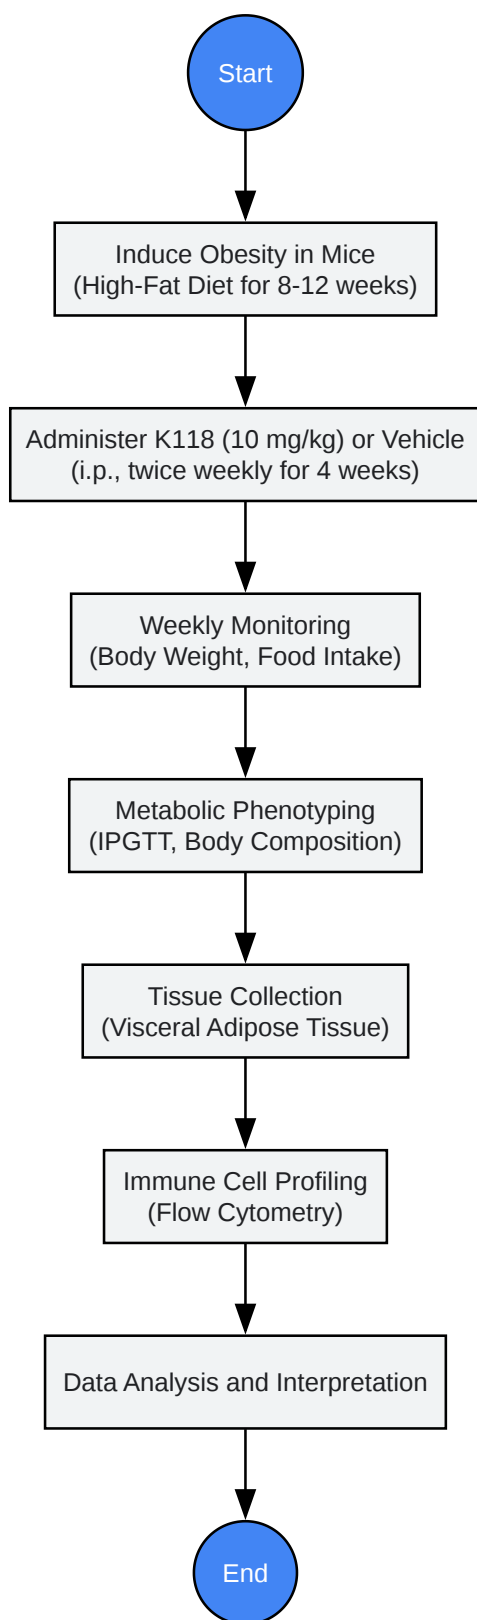 Start
Induce Obesity in Mice
(High-Fat Diet for 8-12 weeks)
Administer K118 (10 mg/kg) or Vehicle
(i.p., twice weekly for 4 weeks)
Weekly Monitoring
(Body Weight, Food Intake)
Metabolic Phenotyping
(IPGTT, Body Composition)
Tissue Collection
(Visceral Adipose Tissue)
Immune Cell Profiling
(Flow Cytometry)
Data Analysis and Interpretation
End